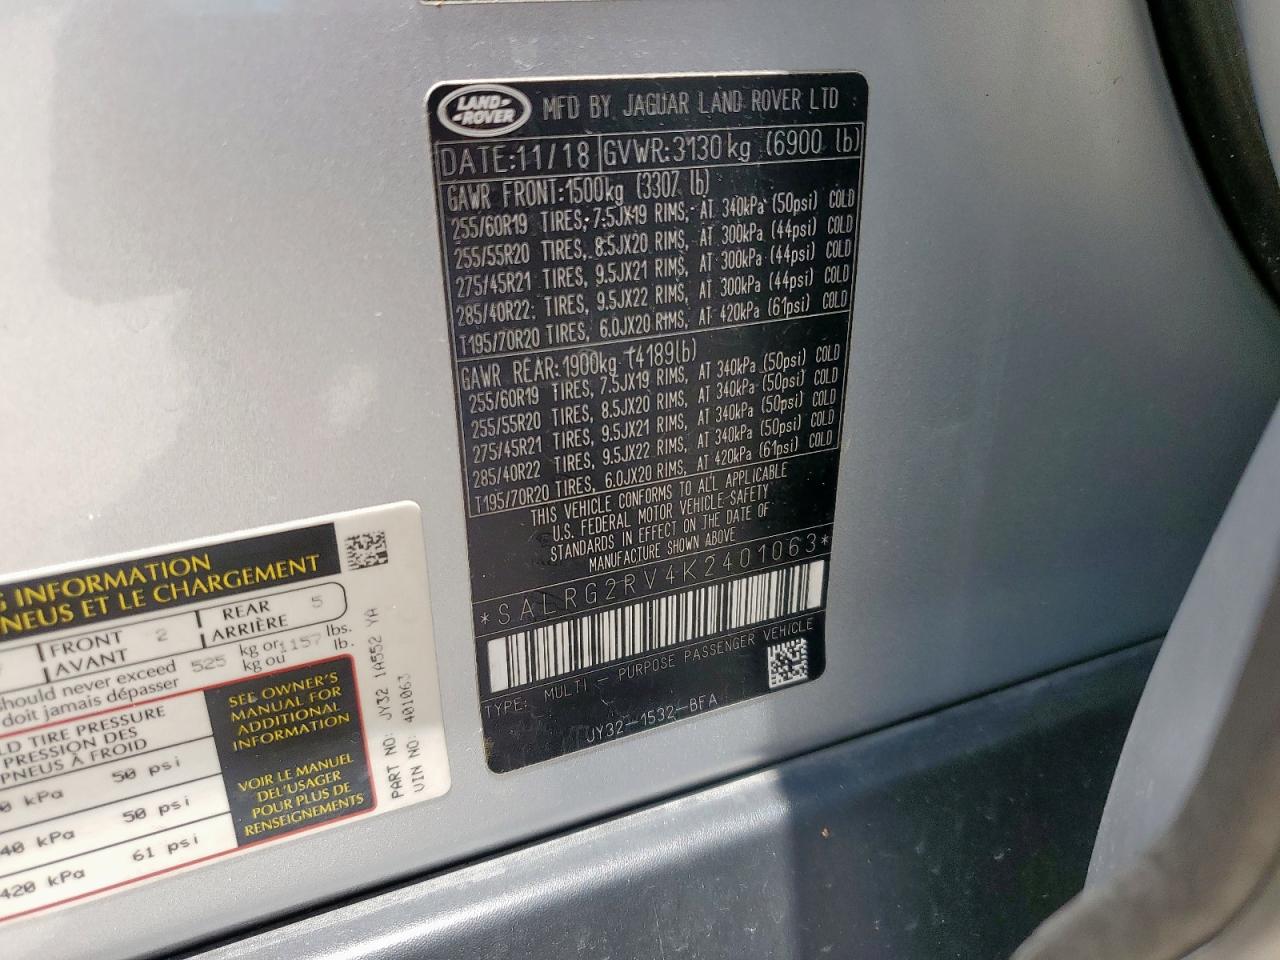 LAND-
-ROVER
MFD BY JAGUAR LAND ROVER LTD
DATE:11/18 GVWR:3130kg (6900 lb)
GAWR FRONT:1500kg (3307 lb)
255/60R19 TIRES, 7.5JX19 RIMS, AT 340kPa (50psi) COLD
255/55R20 TIRES, 8.5JX20 RIMS, AT 300kPa (44psi) COLD
275/45R21 TIRES, 9.5JX21 RIMS, AT 300kPa (44psi) COLD
285/40R22 TIRES, 9.5JX22 RIMS, AT 300kPa (44psi) COLD
T195/70R20 TIRES, 6.0JX20 RIMS, AT 420kPa (61psi) COLD
GAWR REAR:1900kg (4189lb)
255/60R19 TIRES, 7.5JX19 RIMS, AT 340kPa (50psi) COLD
255/55R20 TIRES, 8.5JX20 RIMS, AT 340kPa (50psi) COLD
275/45R21 TIRES, 9.5JX21 RIMS, AT 340kPa (50psi) COLD
285/40R22 TIRES, 9.5JX22 RIMS, AT 340kPa (50psi) COLD
T195/70R20 TIRES, 6.0JX20 RIMS, AT 420kPa (61psi) COLD
THIS VEHICLE CONFORMS TO ALL APPLICABLE
U.S. FEDERAL MOTOR VEHICLE SAFETY
STANDARDS IN EFFECT ON THE DATE OF
MANUFACTURE SHOWN ABOVE
*SALRG2RV4K2401063*
TYPE: MULTI - PURPOSE PASSENGER VEHICLE
JY32-1532-BFA
INFORMATION
NEUS ET LE CHARGEMENT
FRONT 2 REAR 5
AVANT ARRIÈRE
should never exceed 525 kg or 1157 lbs.
doit jamais dépasser kg ou lb.
TIRE PRESSURE
PRESSION DES
PNEUS À FROID
kPa 50 psi
40 kPa 50 psi
420 kPa 61 psi
SEE OWNER'S
MANUAL FOR
ADDITIONAL
INFORMATION
VOIR LE MANUEL
DEL'USAGER
POUR PLUS DE
RENSEIGNEMENTS
PART NO: JY32 1A552 YA
VIN NO: 401063